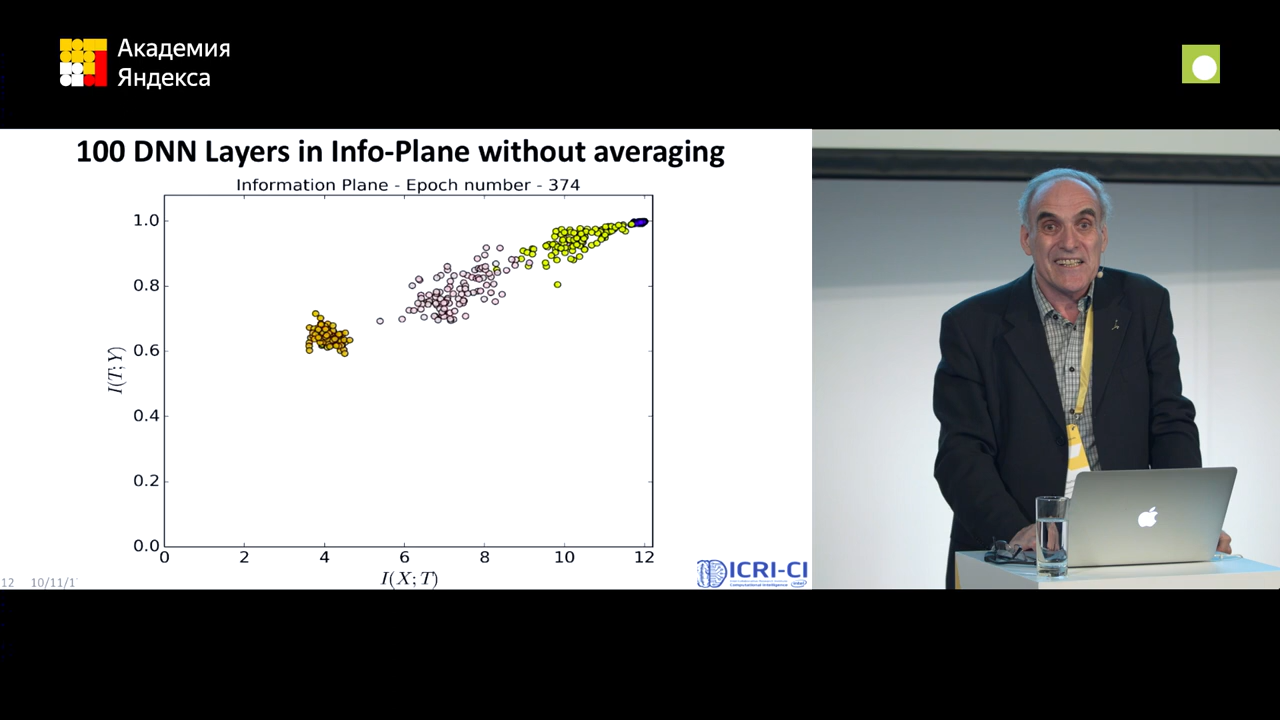 Академия
Яндекса
100 DNN Layers in Info-Plane without averaging
Information Plane - Epoch number - 374
1.0
0.8
0.6
0.4
0.2
0.0
I(T;Y)
0 2 4 6 8 10 12
I(X;T)
12 10/11/1
ICRI-CI